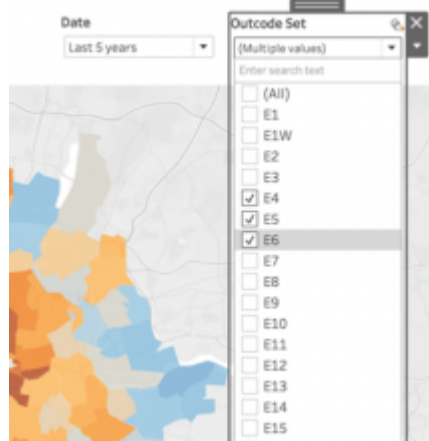 Date
Last 5 years
Outcode Set
(Multiple values)
Enter search text
(All)
E1
E1W
E2
E3
E4
E5
E6
E7
E8
E9
E10
E11
E12
E13
E14
E15